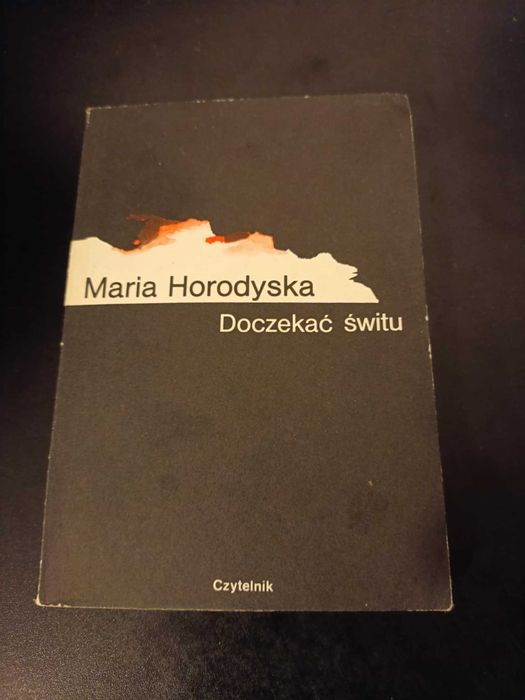 Maria Horodyska
Doczekać świtu
Czytelnik